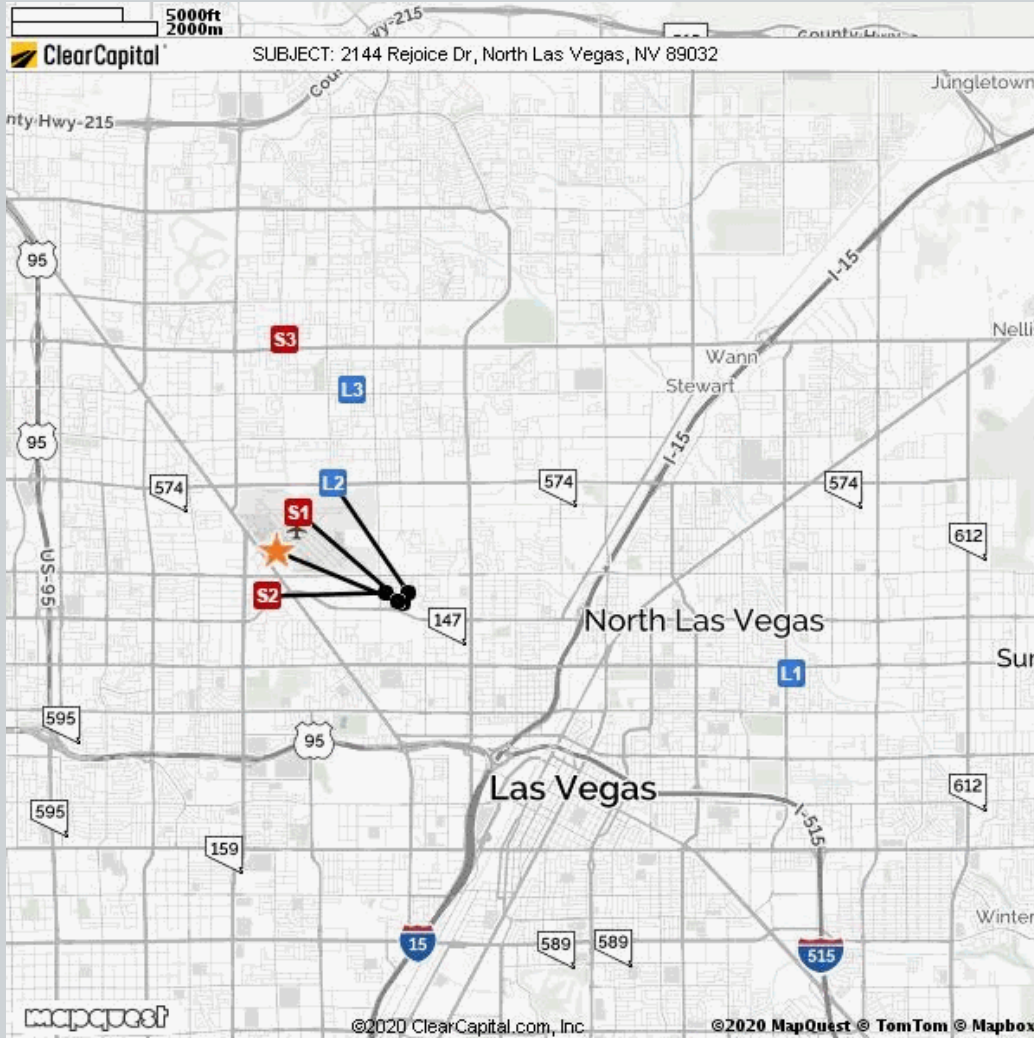 5000ft
2000m
ClearCapital
SUBJECT: 2144 Rejoice Dr, North Las Vegas, NV 89032
Jungletown
nty Hwy-215
I-15
95
S3
Nelli
Wann
L3
Stewart
95
I-15
L2
574
574
574
S1
612
US-95
S2
147
North Las Vegas
Sur
L1
595
95
Las Vegas
612
595
I-515
159
Winter
15
589
589
515
mapquest
©2020 ClearCapital.com, Inc
©2020 MapQuest © TomTom © Mapbox